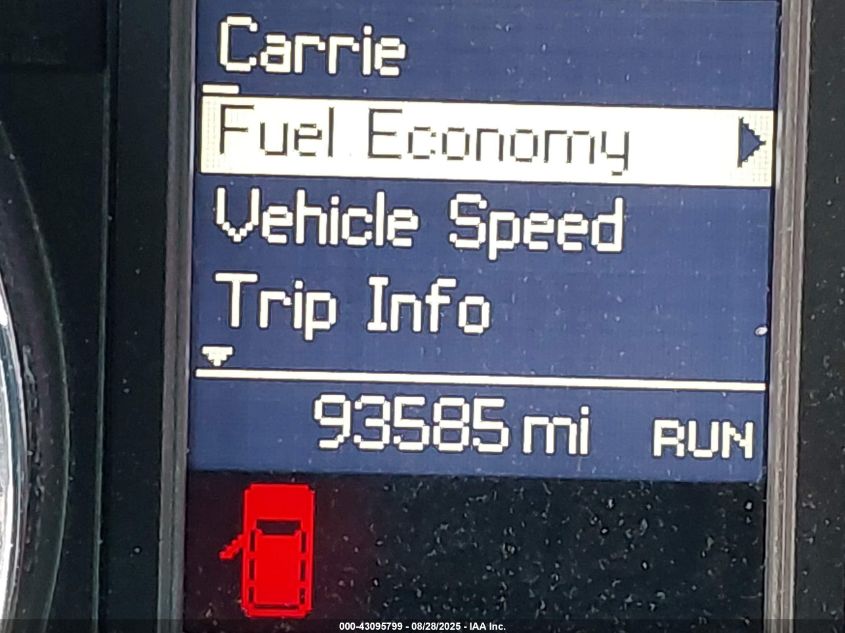 Carrie
Fuel Economy
Vehicle Speed
Trip Info
93585 mi RUN
000-43095799 - 08/28/2025 - IAA Inc.